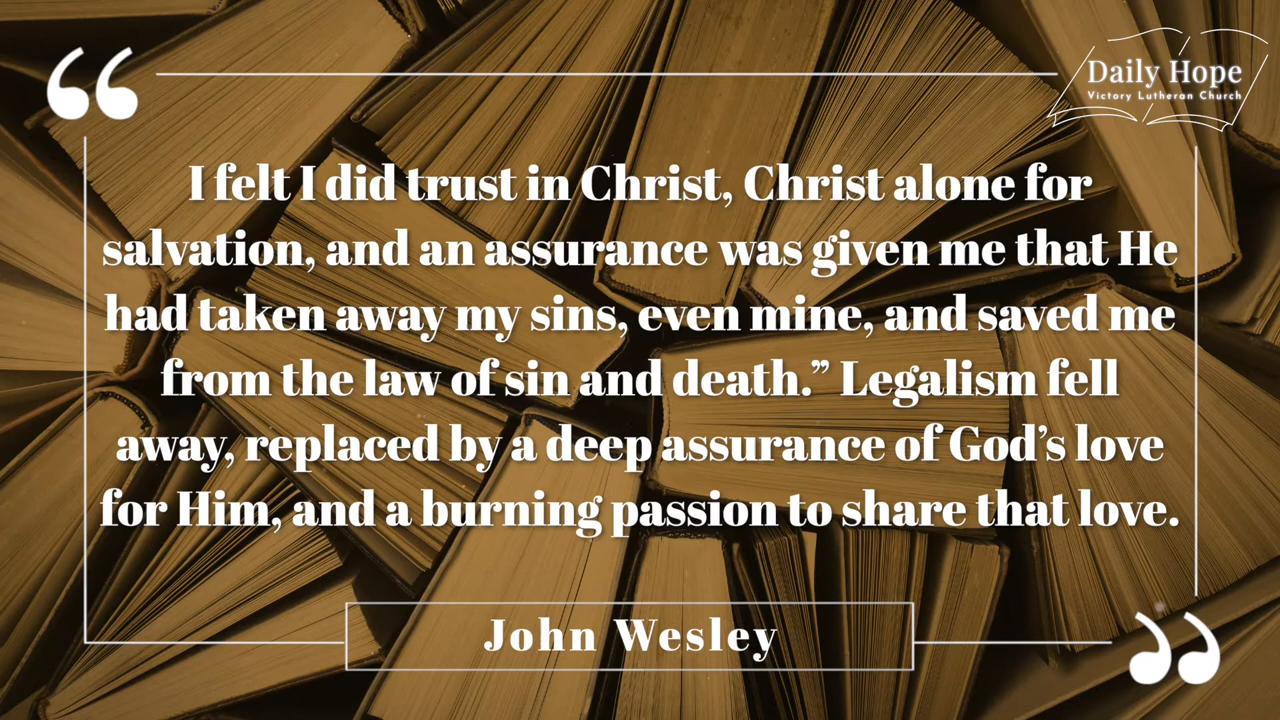 “
Daily Hope
Victory Lutheran Church
I felt I did trust in Christ, Christ alone for
salvation, and an assurance was given me that He
had taken away my sins, even mine, and saved me
from the law of sin and death.” Legalism fell
away, replaced by a deep assurance of God’s love
for Him, and a burning passion to share that love.
John Wesley
”